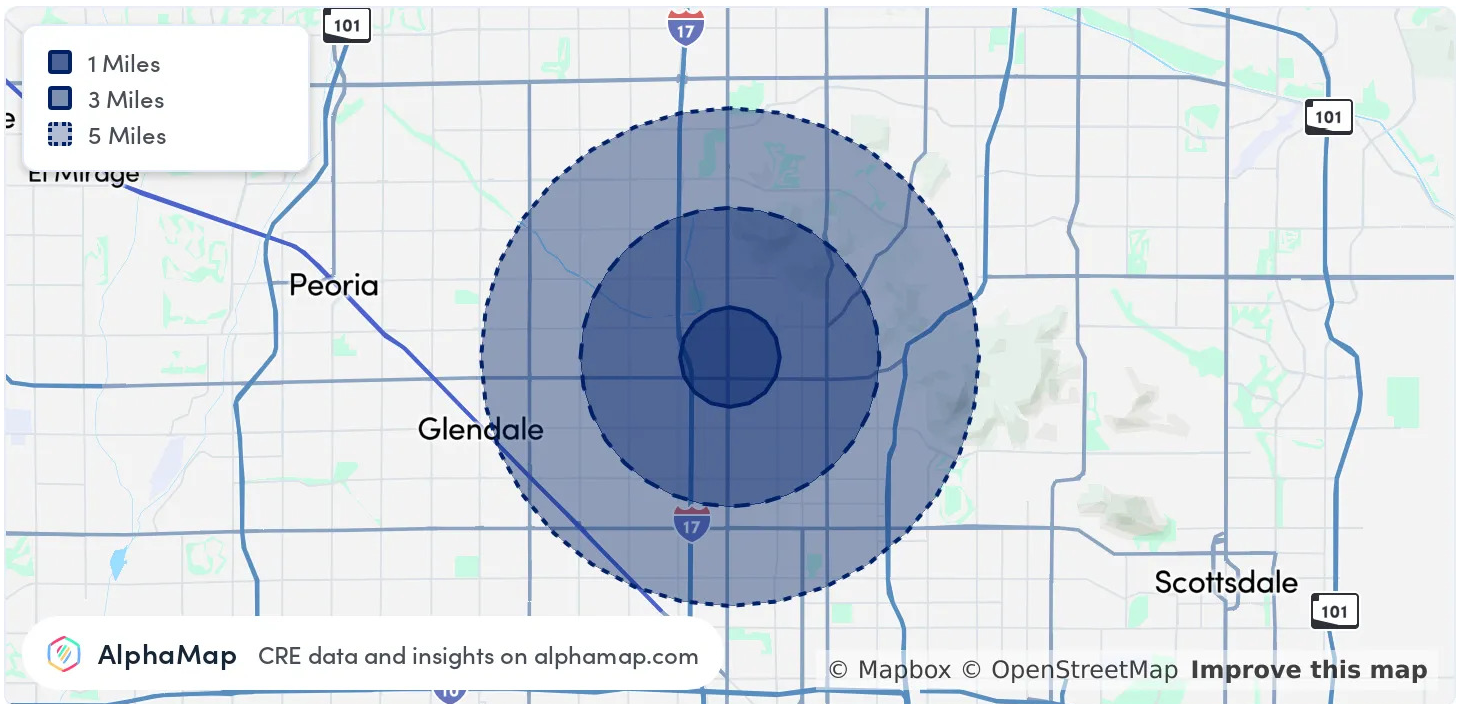 101
17
1 Miles
3 Miles
5 Miles
101
e
El Mirage
Peoria
Glendale
17
Scottsdale
101
AlphaMap CRE data and insights on alphamap.com
© Mapbox © OpenStreetMap Improve this map